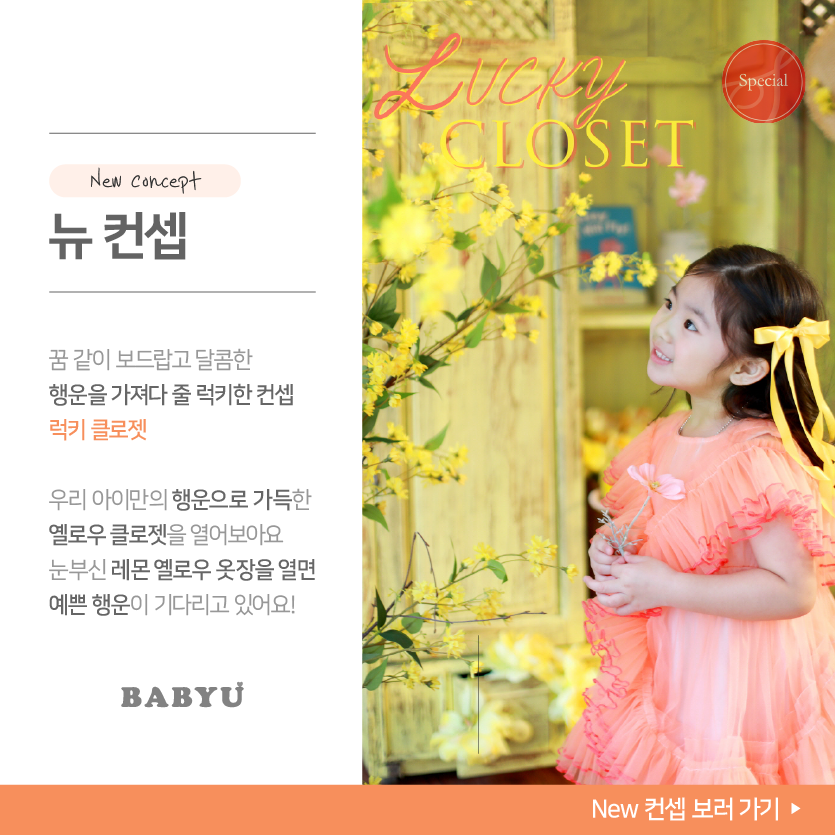 New concept
뉴 컨셉
꿈 같이 보드랍고 달콤한
행운을 가져다 줄 럭키한 컨셉
럭키 클로젯
우리 아이만의 행운으로 가득한
옐로우 클로젯을 열어보아요
눈부신 레몬 옐로우 옷장을 열면
예쁜 행운이 기다리고 있어요!
BABYU
LUCKY
CLOSET
Special
New 컨셉 보러 가기 ▶